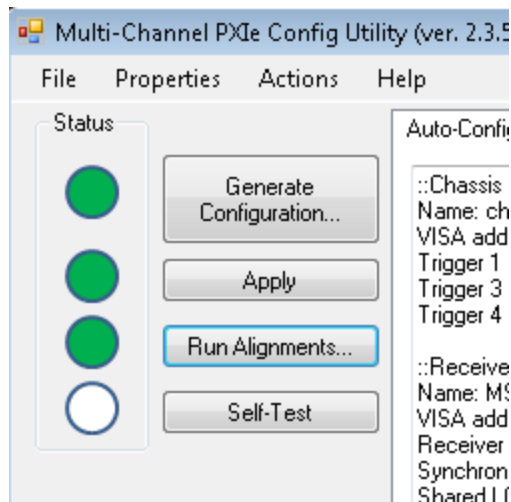 Multi-Channel PXIe Config Utility (ver. 2.3.5
File Properties Actions Help
Status
Generate
Configuration...
Apply
Run Alignments...
Self-Test
Auto-Config
::Chassis
Name: ch
VISA add
Trigger 1
Trigger 3
Trigger 4
::Receive
Name: MS
VISA add
Receiver
Synchron
Shared LO